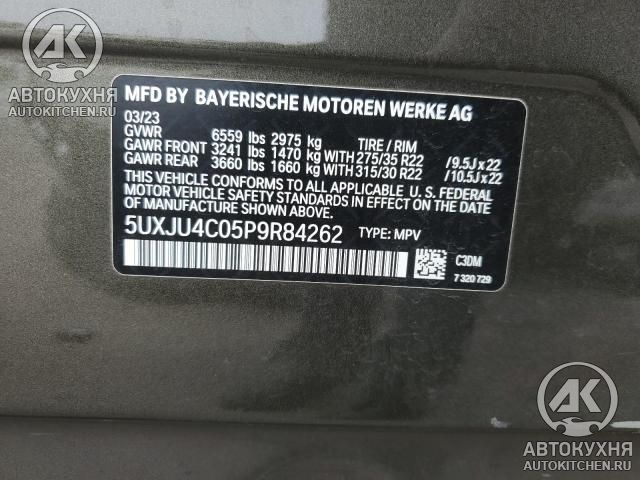 AK
АВТОКУХНЯ
AUTOKITCHEN.RU
MFD BY BAYERISCHE MOTOREN WERKE AG
03/23
GVWR 6559 lbs 2975 kg TIRE / RIM
GAWR FRONT 3241 lbs 1470 kg WITH 275/35 R22 /9.5J x 22
GAWR REAR 3660 lbs 1660 kg WITH 315/30 R22 /10.5J x 22
THIS VEHICLE CONFORMS TO ALL APPLICABLE U. S. FEDERAL
MOTOR VEHICLE SAFETY STANDARDS IN EFFECT ON THE DATE
OF MANUFACTURE SHOWN ABOVE.
5UXJU4C05P9R84262 TYPE: MPV
C3DM
7 320 729
AK
АВТОКУХНЯ
AUTOKITCHEN.RU